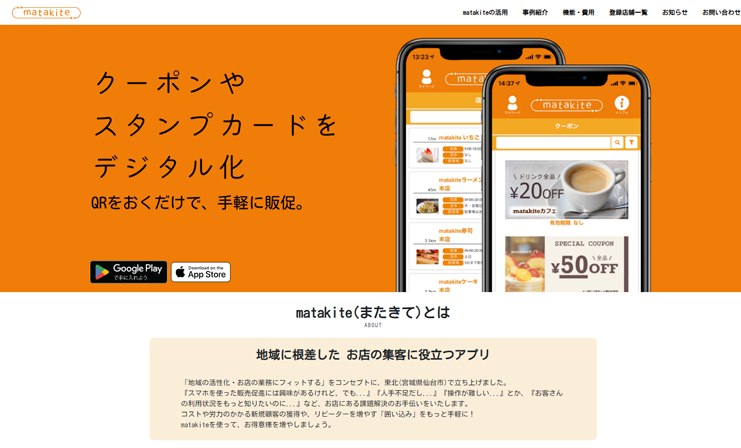 matakite
matakiteの活用 事例紹介 機能・費用 登録店舗一覧 お知らせ お問い合わせ
クーポンや
スタンプカードを
デジタル化
QRをおくだけで、手軽に販促。
Google Play
で手に入れよう
Download on the
App Store
13:23
matakite
matakite いちご
matakiteラーメン
本店
matakite寿司
本店
matakiteケーキ
本店
14:37
matakite
クーポン
ドリンク全品
¥20OFF
matakiteカフェ
有効期限:なし
SPECIAL COUPON
全品
¥50OFF
matakite(またきて)とは
ABOUT
地域に根差した お店の集客に役立つアプリ
「地域の活性化・お店の業務にフィットする」をコンセプトに、東北(宮城県仙台市)で立ち上げました。
『スマホを使った販売促進には興味があるけれど、でも...』『人手不足だし...』『操作が難しい...』とか、『お客さん
の利用状況をもっと知りたいのに...』など、お店にある課題解決のお手伝いをいたします。
コストや労力のかかる新規顧客の獲得や、リピーターを増やす「囲い込み」をもっと手軽に！
matakiteを使って、お得意様を増やしましょう。